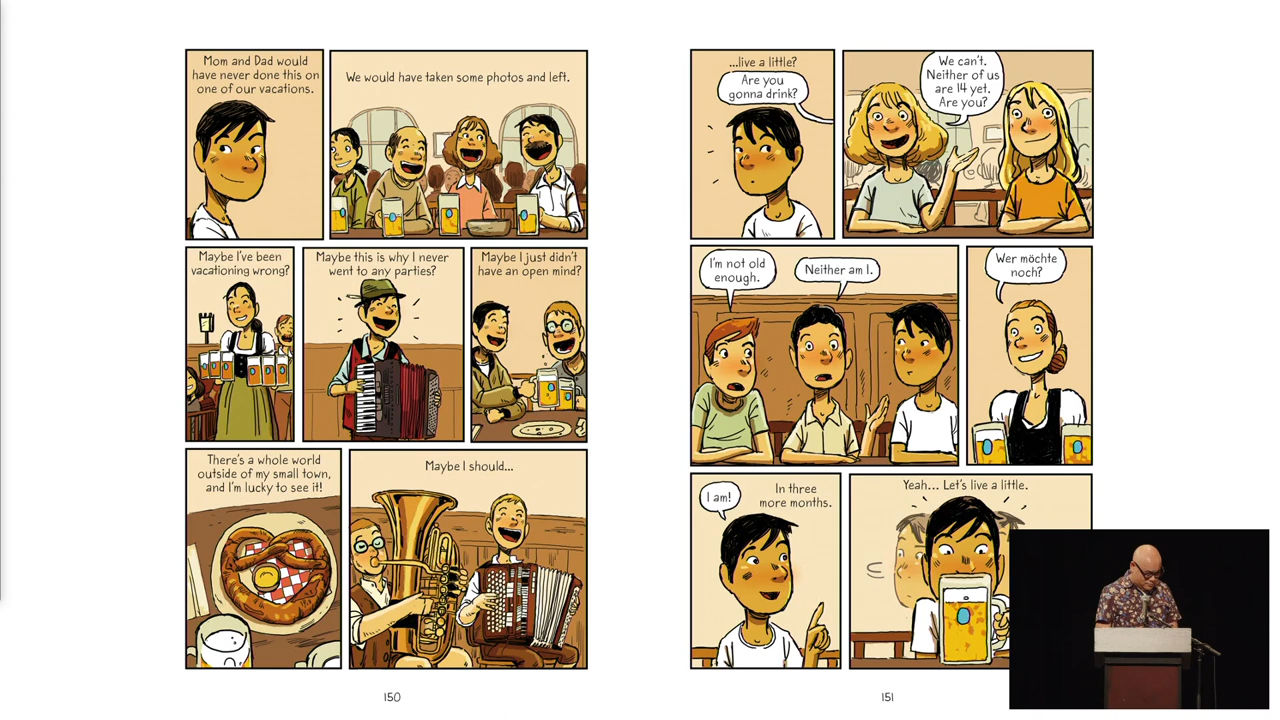 Mom and Dad would
have never done this on
one of our vacations.
We would have taken some photos and left.
Maybe I've been
vacationing wrong?
Maybe this is why I never
went to any parties?
Maybe I just didn't
have an open mind?
There's a whole world
outside of my small town,
and I'm lucky to see it!
Maybe I should...
150
...live a little?
Are you
gonna drink?
We can't.
Neither of us
are 14 yet.
Are you?
I'm not old
enough.
Neither am I.
Wer möchte
noch?
I am!
In three
more months.
Yeah... Let's live a little.
151